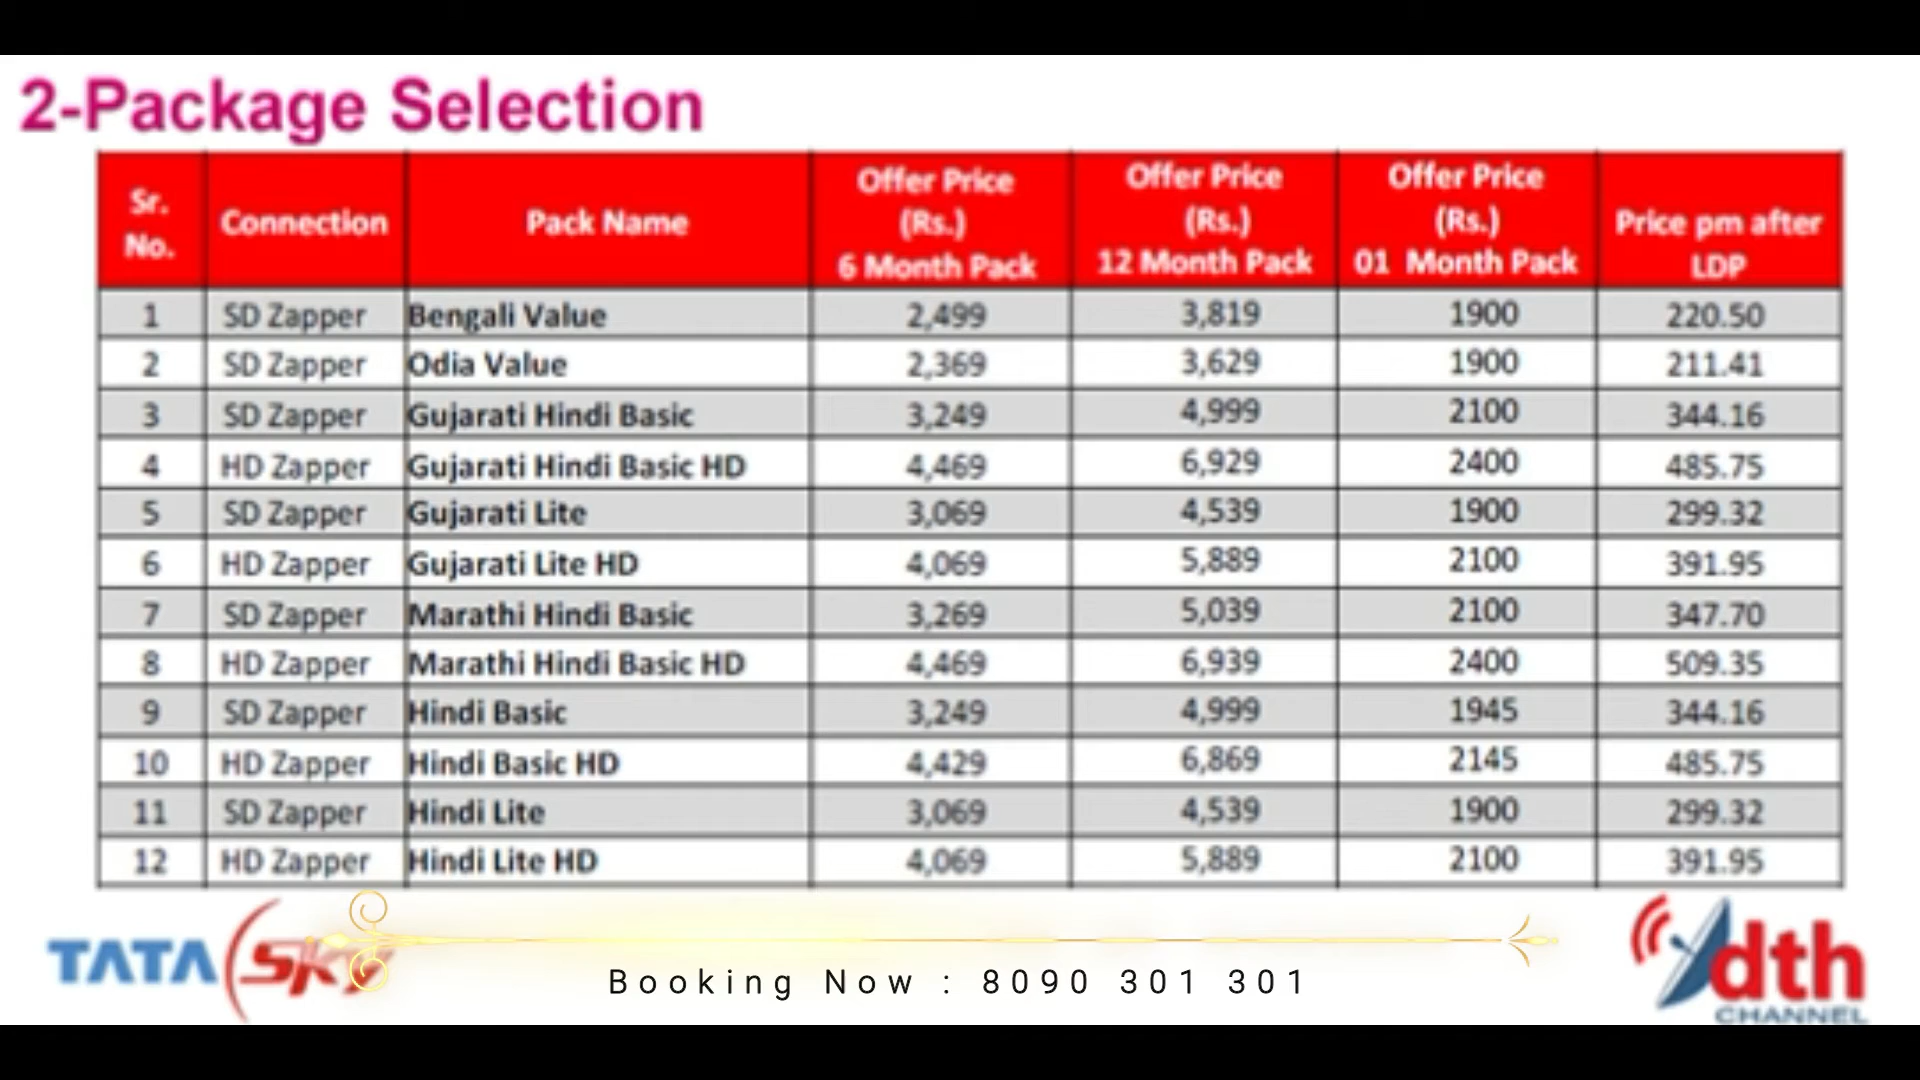 2-Package Selection
Sr. No. Connection Pack Name Offer Price (Rs.) 6 Month Pack Offer Price (Rs.) 12 Month Pack Offer Price (Rs.) 01 Month Pack Price pm after LDP
1 SD Zapper Bengali Value 2,499 3,819 1900 220.50
2 SD Zapper Odia Value 2,369 3,629 1900 211.41
3 SD Zapper Gujarati Hindi Basic 3,249 4,999 2100 344.16
4 HD Zapper Gujarati Hindi Basic HD 4,469 6,929 2400 485.75
5 SD Zapper Gujarati Lite 3,069 4,539 1900 299.32
6 HD Zapper Gujarati Lite HD 4,069 5,889 2100 391.95
7 SD Zapper Marathi Hindi Basic 3,269 5,039 2100 347.70
8 HD Zapper Marathi Hindi Basic HD 4,469 6,939 2400 509.35
9 SD Zapper Hindi Basic 3,249 4,999 1945 344.16
10 HD Zapper Hindi Basic HD 4,429 6,869 2145 485.75
11 SD Zapper Hindi Lite 3,069 4,539 1900 299.32
12 HD Zapper Hindi Lite HD 4,069 5,889 2100 391.95
TATA Sky
Booking Now : 8090 301 301
dth
CHANNEL